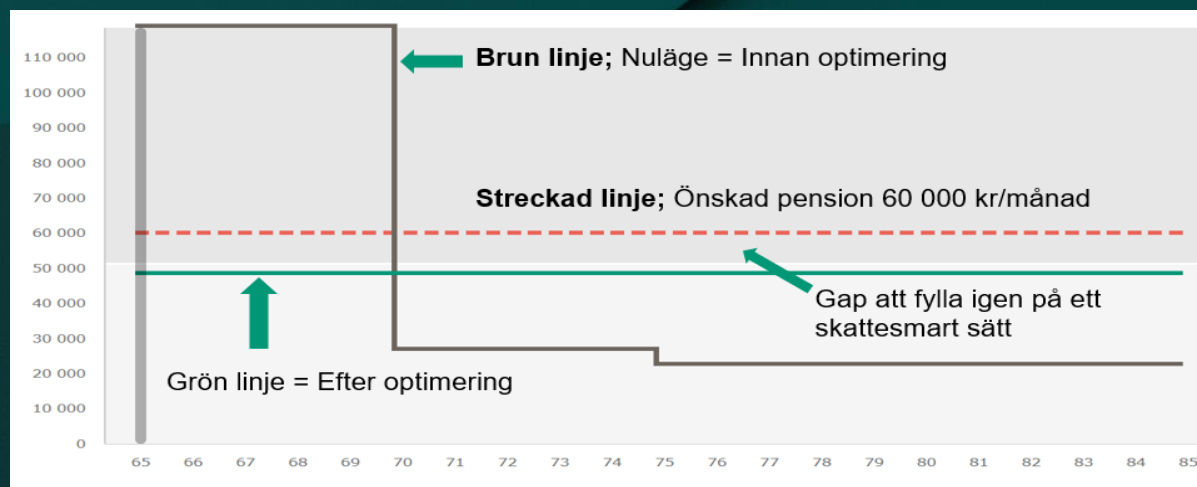 110 000
100 000
90 000
80 000
70 000
60 000
50 000
40 000
30 000
20 000
10 000
0
Brun linje; Nuläge = Innan optimering
Streckad linje; Önskad pension 60 000 kr/månad
Gap att fylla igen på ett
skattesmart sätt
Grön linje = Efter optimering
65 66 67 68 69 70 71 72 73 74 75 76 77 78 79 80 81 82 83 84 85